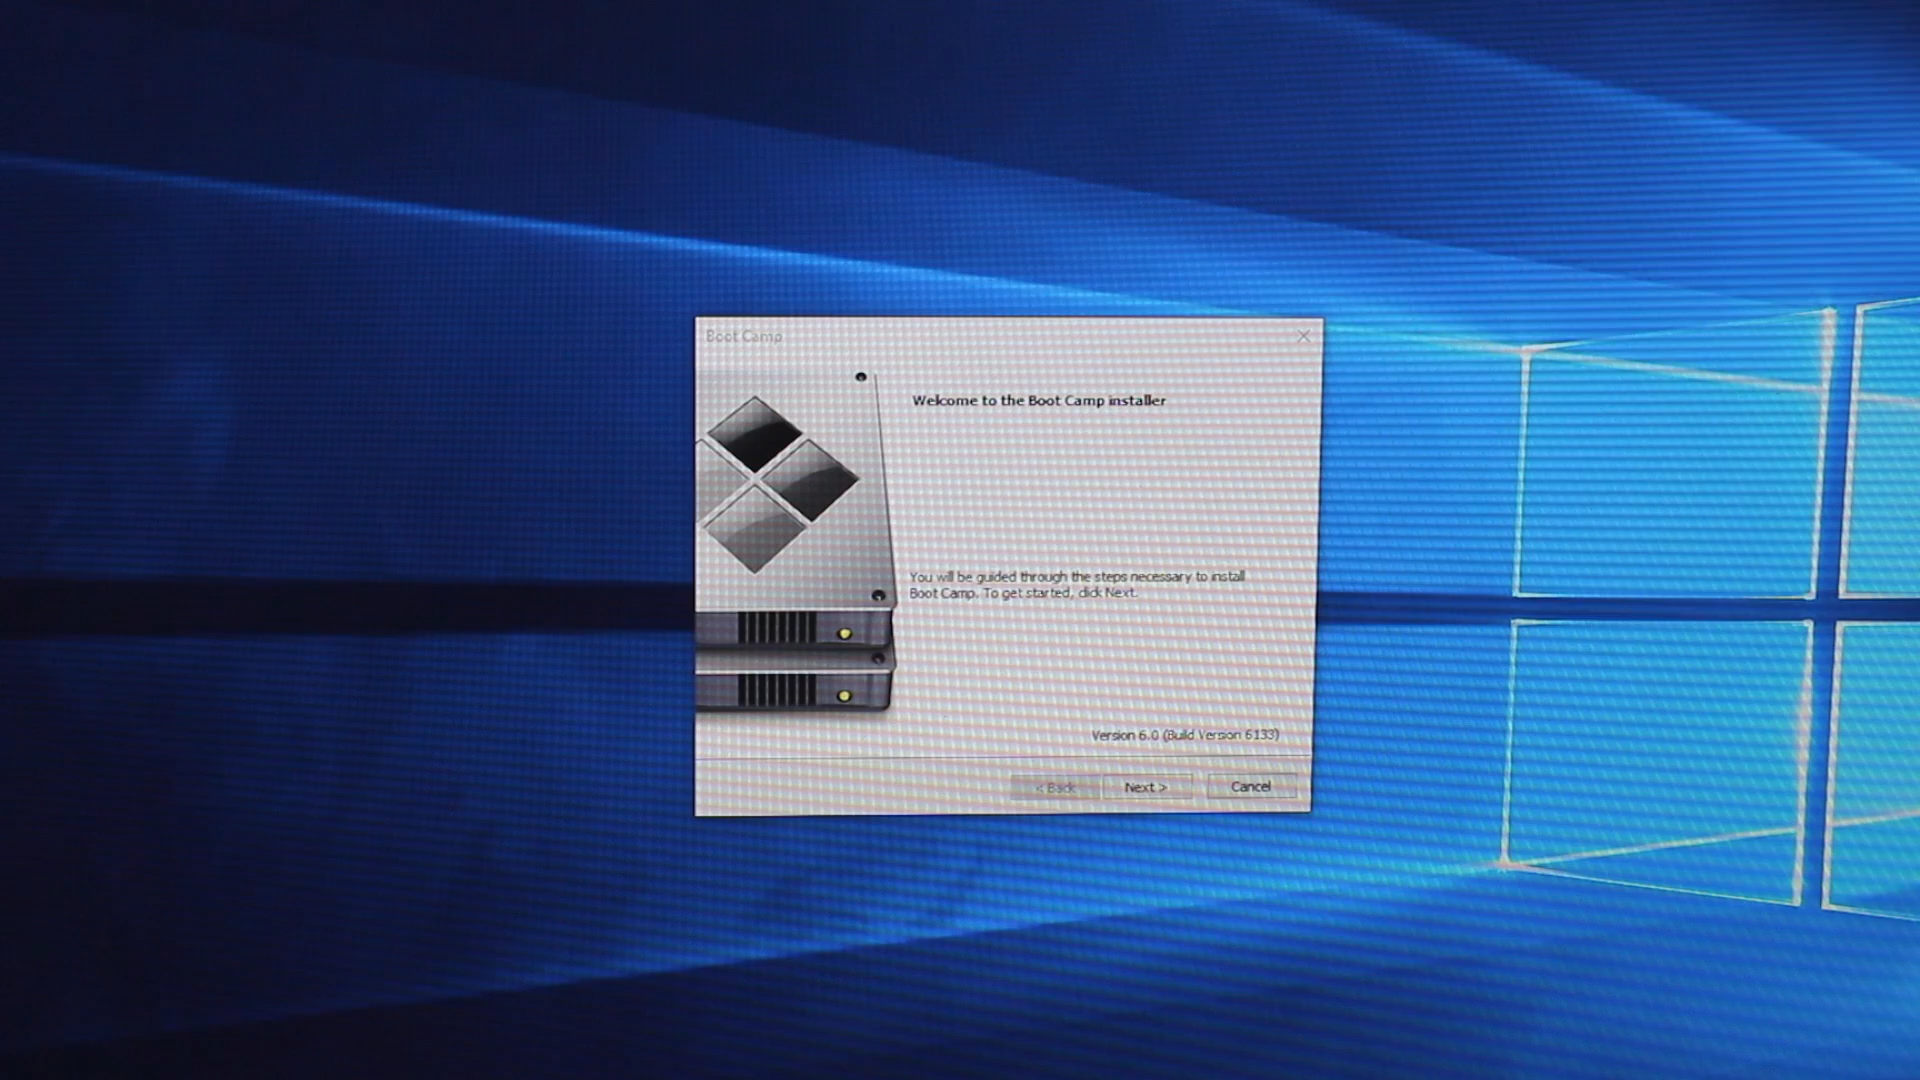 Boot Camp
Welcome to the Boot Camp installer
You will be guided through the steps necessary to install
Boot Camp. To get started, click Next.
Version 6.0 (Build Version 6133)
< Back
Next >
Cancel